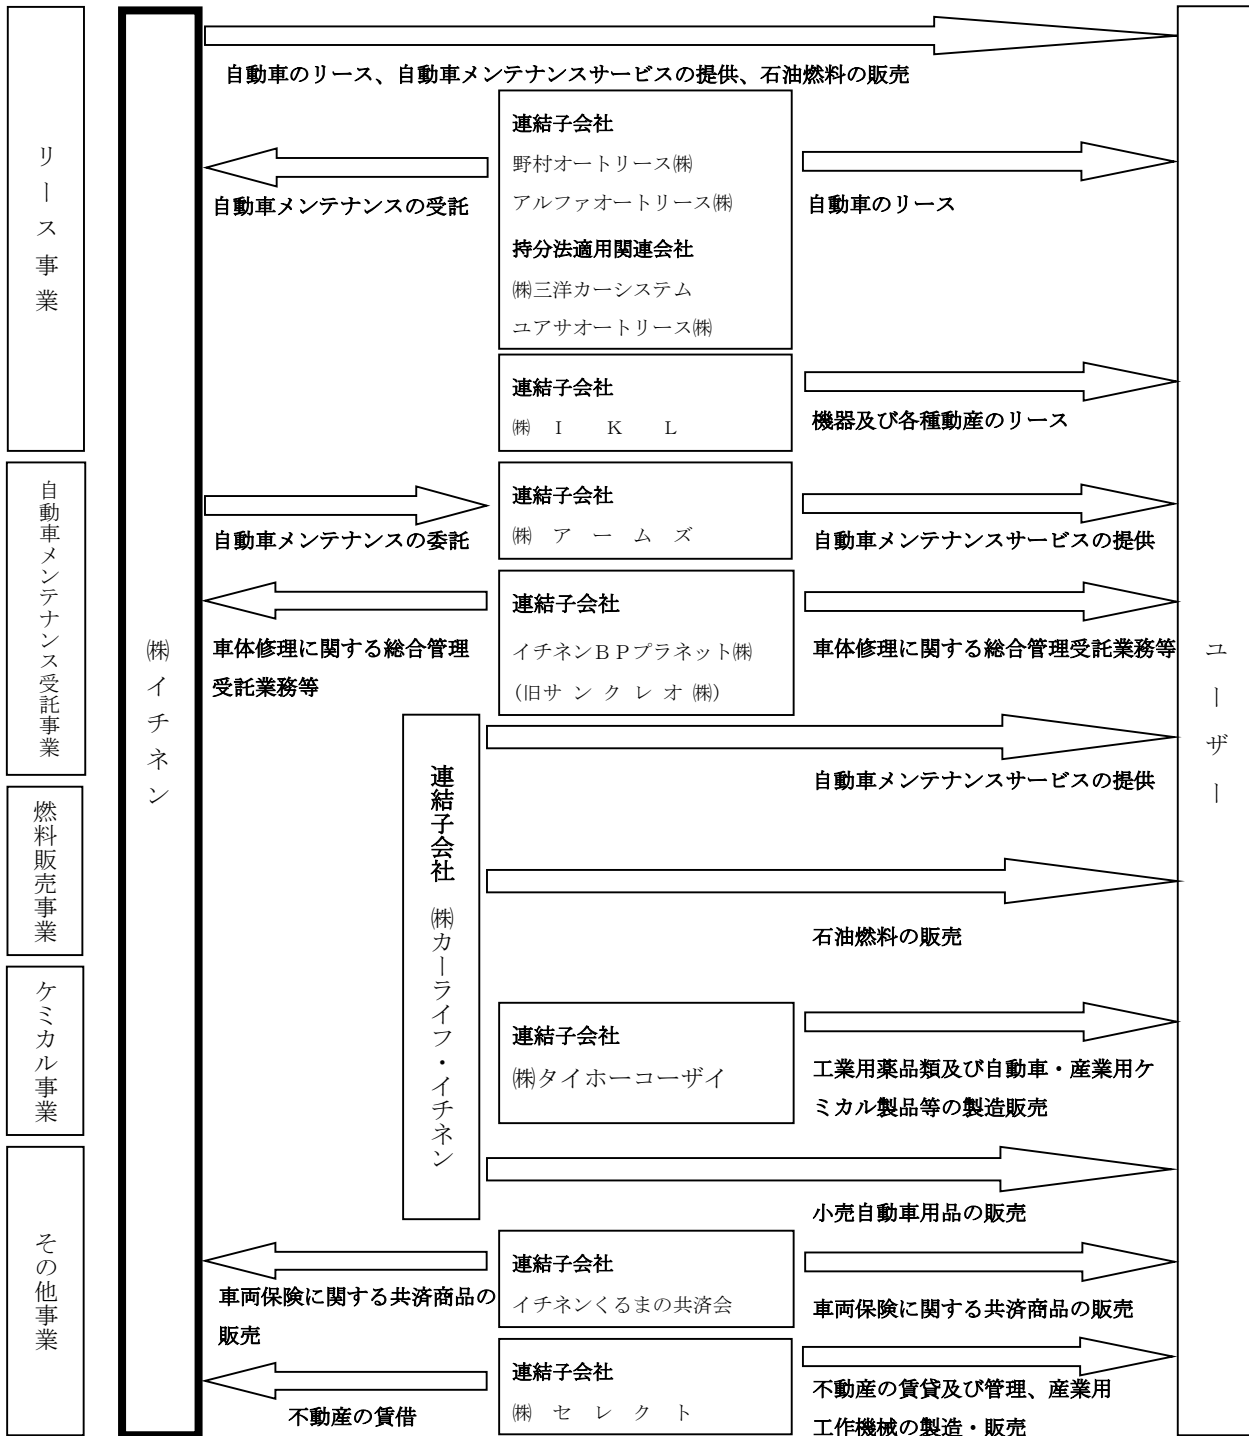 リース事業
自動車メンテナンス受託事業
燃料販売事業
ケミカル事業
その他事業
㈱イチネン
自動車のリース、自動車メンテナンスサービスの提供、石油燃料の販売
連結子会社
野村オートリース㈱
アルファオートリース㈱
持分法適用関連会社
㈱三洋カーシステム
ユアサオートリース㈱
自動車メンテナンスの受託
自動車のリース
連結子会社
㈱ I K L
機器及び各種動産のリース
自動車メンテナンスの委託
連結子会社
㈱ ア ー ム ズ
自動車メンテナンスサービスの提供
車体修理に関する総合管理
受託業務等
連結子会社
イチネンＢＰプラネット㈱
（旧サ ン ク レ オ ㈱）
車体修理に関する総合管理受託業務等
連結子会社 ㈱カーライフ・イチネン
自動車メンテナンスサービスの提供
石油燃料の販売
連結子会社
㈱タイホーコーザイ
工業用薬品類及び自動車・産業用ケ
ミカル製品等の製造販売
小売自動車用品の販売
車両保険に関する共済商品の
販売
連結子会社
イチネンくるまの共済会
車両保険に関する共済商品の販売
不動産の賃借
連結子会社
㈱ セ レ ク ト
不動産の賃貸及び管理、産業用
工作機械の製造・販売
ユーザー